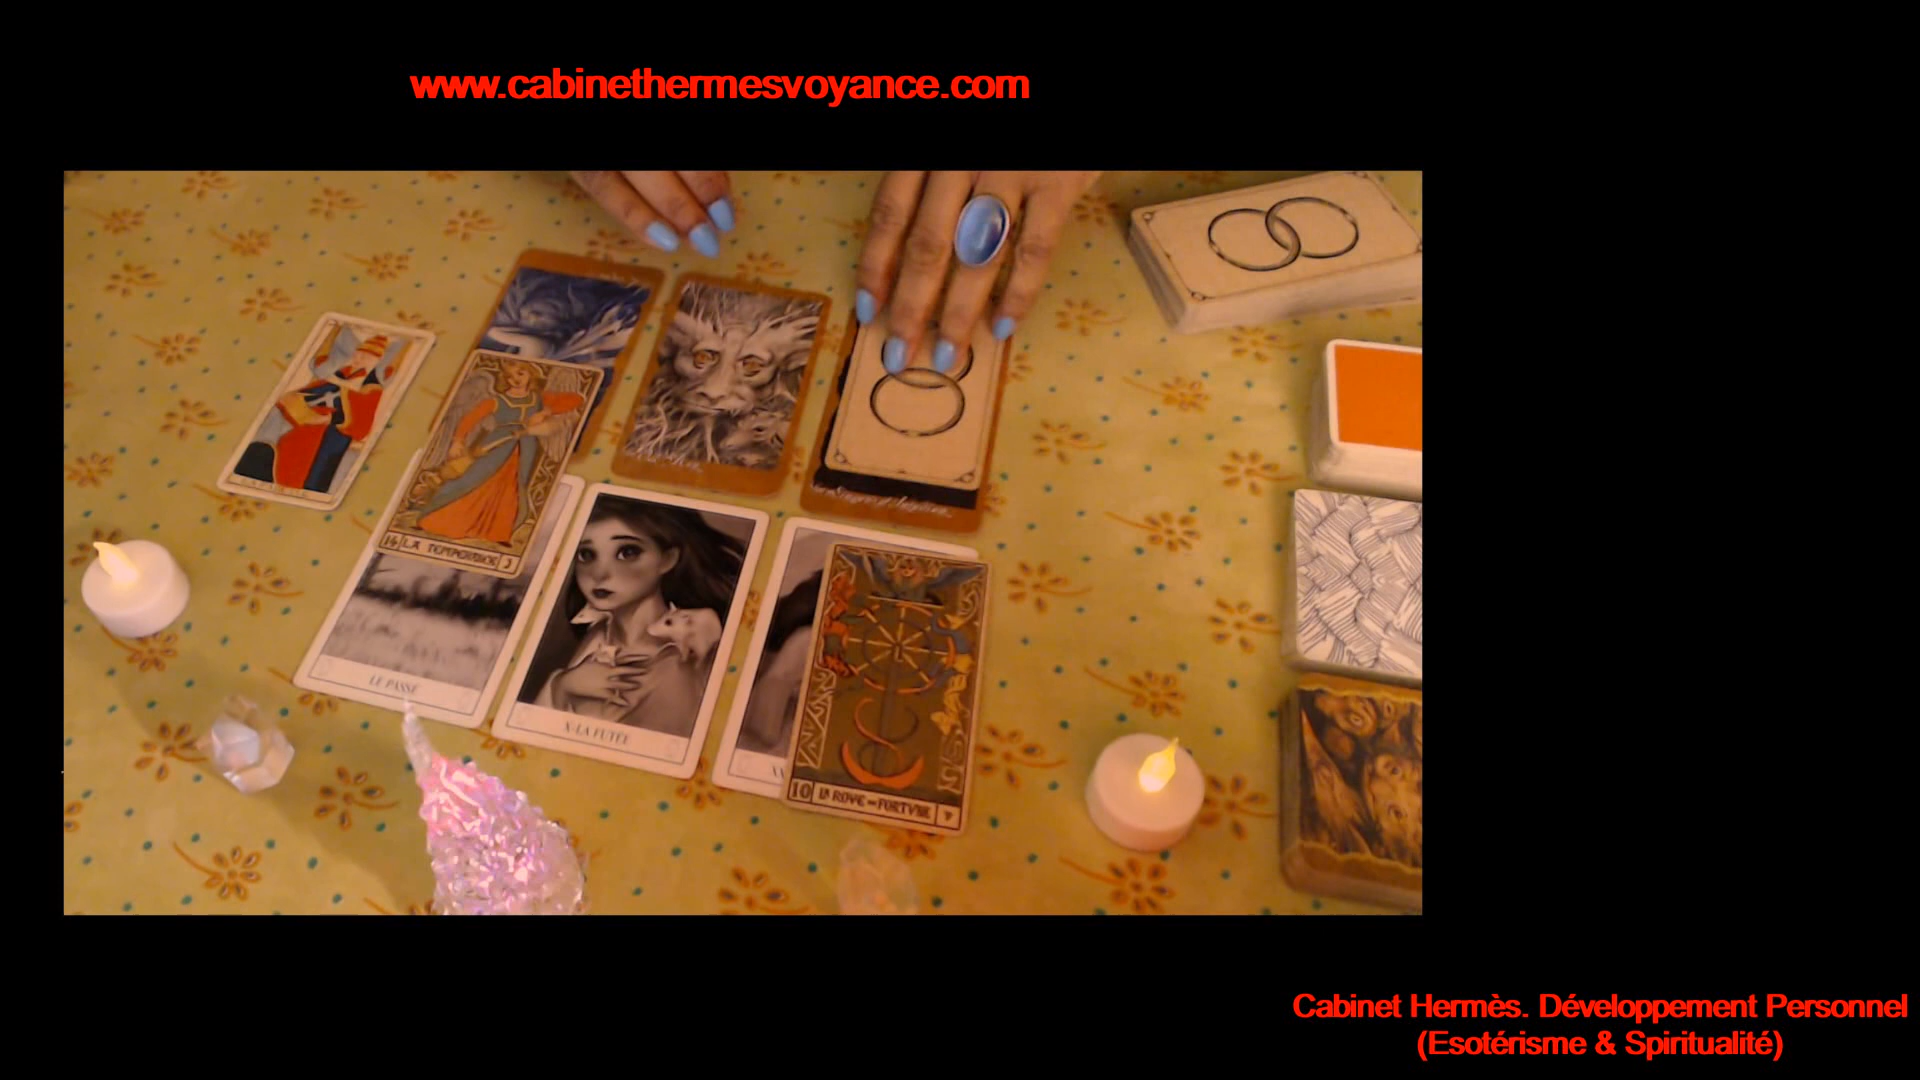 www.cabinethermesvoyance.com
14 LA TEMPERANCE
LE PASSÉ
X-LA FUTÉE
10 LA ROVE DE FORTVNE
Cabinet Hermès. Développement Personnel
(Esotérisme & Spiritualité)